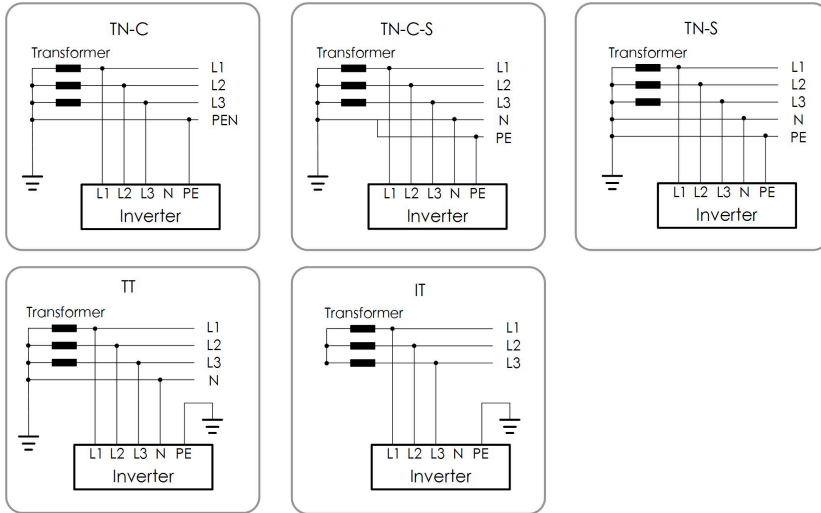 TN-C
Transformer
L1
L2
L3
PEN
L1 L2 L3 N PE
Inverter
TN-C-S
Transformer
L1
L2
L3
N
PE
L1 L2 L3 N PE
Inverter
TN-S
Transformer
L1
L2
L3
N
PE
L1 L2 L3 N PE
Inverter
TT
Transformer
L1
L2
L3
N
L1 L2 L3 N PE
Inverter
IT
Transformer
L1
L2
L3
L1 L2 L3 N PE
Inverter